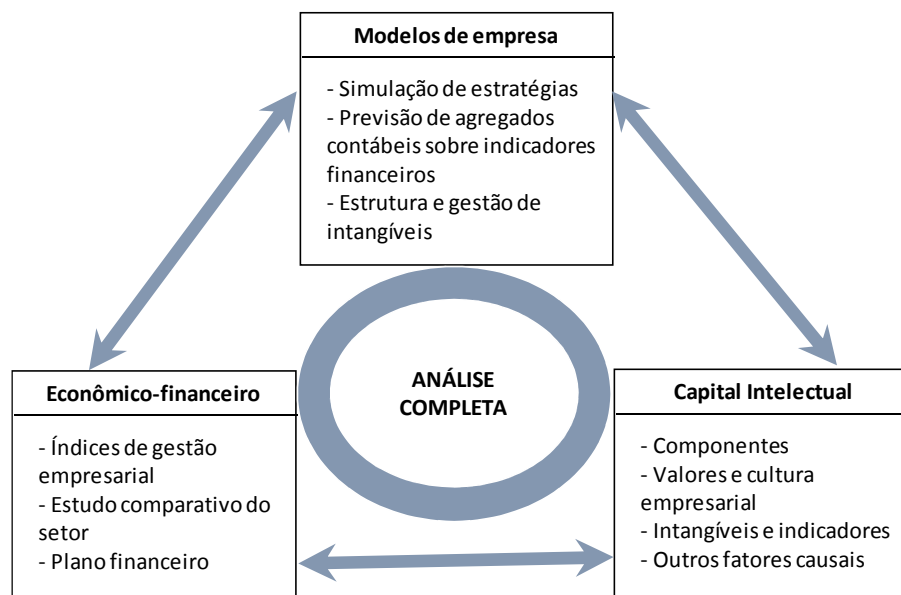 Modelos de empresa
- Simulação de estratégias
- Previsão de agregados
contábeis sobre indicadores
financeiros
- Estrutura e gestão de
intangíveis
ANÁLISE
COMPLETA
Econômico-financeiro
- Índices de gestão
empresarial
- Estudo comparativo do
setor
- Plano financeiro
Capital Intelectual
- Componentes
- Valores e cultura
empresarial
- Intangíveis e indicadores
- Outros fatores causais